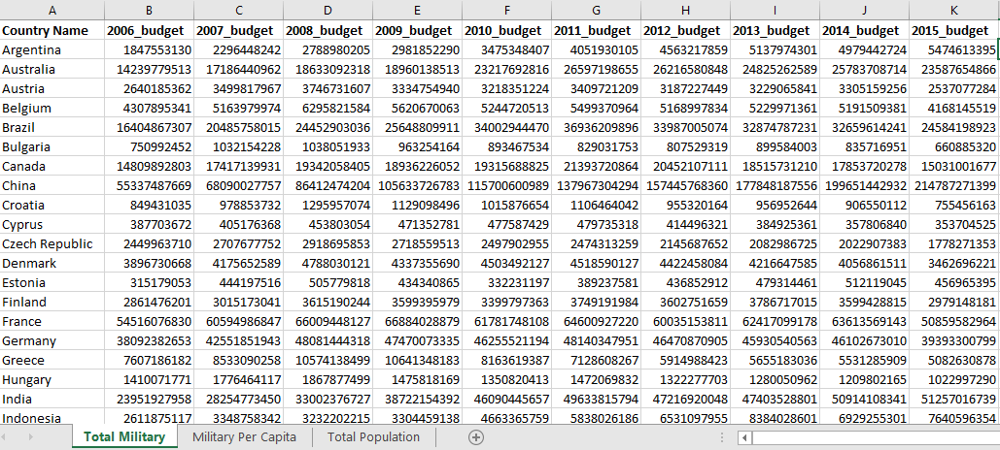 A B C D E F G H I J K
Country Name 2006_budget 2007_budget 2008_budget 2009_budget 2010_budget 2011_budget 2012_budget 2013_budget 2014_budget 2015_budget
Argentina 1847553130 2296448242 2788980205 2981852290 3475348407 4051930105 4563217859 5137974301 4979442724 5474613395
Australia 14239779513 17186440962 18633092318 18960138513 23217692816 26597198655 26216580848 24825262589 25783708714 23587654866
Austria 2640185362 3499817967 3746731607 3334754940 3218351224 3409721209 3187227449 3229065841 3305159256 2537077284
Belgium 4307895341 5163979974 6295821584 5620670063 5244720513 5499370964 5168997834 5229971361 5191509381 4168145519
Brazil 16404867307 20485758015 24452903036 25648809911 34002944470 36936209896 33987005074 32874787231 32659614241 24584198923
Bulgaria 750992452 1032154228 1038051933 963254164 893467534 829031753 807529319 899584003 835716951 660885320
Canada 14809892803 17417139931 19342058405 18936226052 19315688825 21393720864 20452107111 18515731210 17853720278 15031001677
China 55337487669 68090027757 86412474204 105633726783 115700600989 137967304294 157445768360 177848187556 199651442932 214787271399
Croatia 849431035 978853732 1295957074 1129098496 1015876654 1106464042 955320164 956952644 906550112 755456163
Cyprus 387703672 405176368 453803054 471352781 477587429 479735318 414496321 384925361 357806840 353704525
Czech Republic 2449963710 2707677752 2918695853 2718559513 2497902955 2474313259 2145687652 2082986725 2022907383 1778271353
Denmark 3896730668 4175652589 4788030121 4337355690 4503492127 4518590127 4422458084 4216647585 4056861511 3462696221
Estonia 315179053 444197516 505779818 434340865 332231197 389237581 436852912 479314461 512119045 456965395
Finland 2861476201 3015173041 3615190244 3599395979 3399797363 3749191984 3602751659 3786717015 3599428815 2979148181
France 54516076830 60594986847 66009448127 66884028879 61781748108 64600927220 60035153811 62417099178 63613569143 50859582964
Germany 38092382653 42551851943 48081444318 47470073335 46255521194 48140347951 46470870905 45930540563 46102673010 39393300799
Greece 7607186182 8533090258 10574138499 10641348183 8163619387 7128608267 5914988423 5655183036 5531285909 5082630878
Hungary 1410071771 1776464117 1867877499 1475818169 1350820413 1472069832 1322277703 1280050962 1209802165 1022997290
India 23951927958 28254773450 33002376727 38722154392 46090445657 49633815794 47216920048 47403528801 50914108341 51257016739
Indonesia 2611875117 3348758342 3232202215 3304459138 4663365759 5838026186 6531097955 8384028601 6929255301 7640596354
Total Military Military Per Capita Total Population